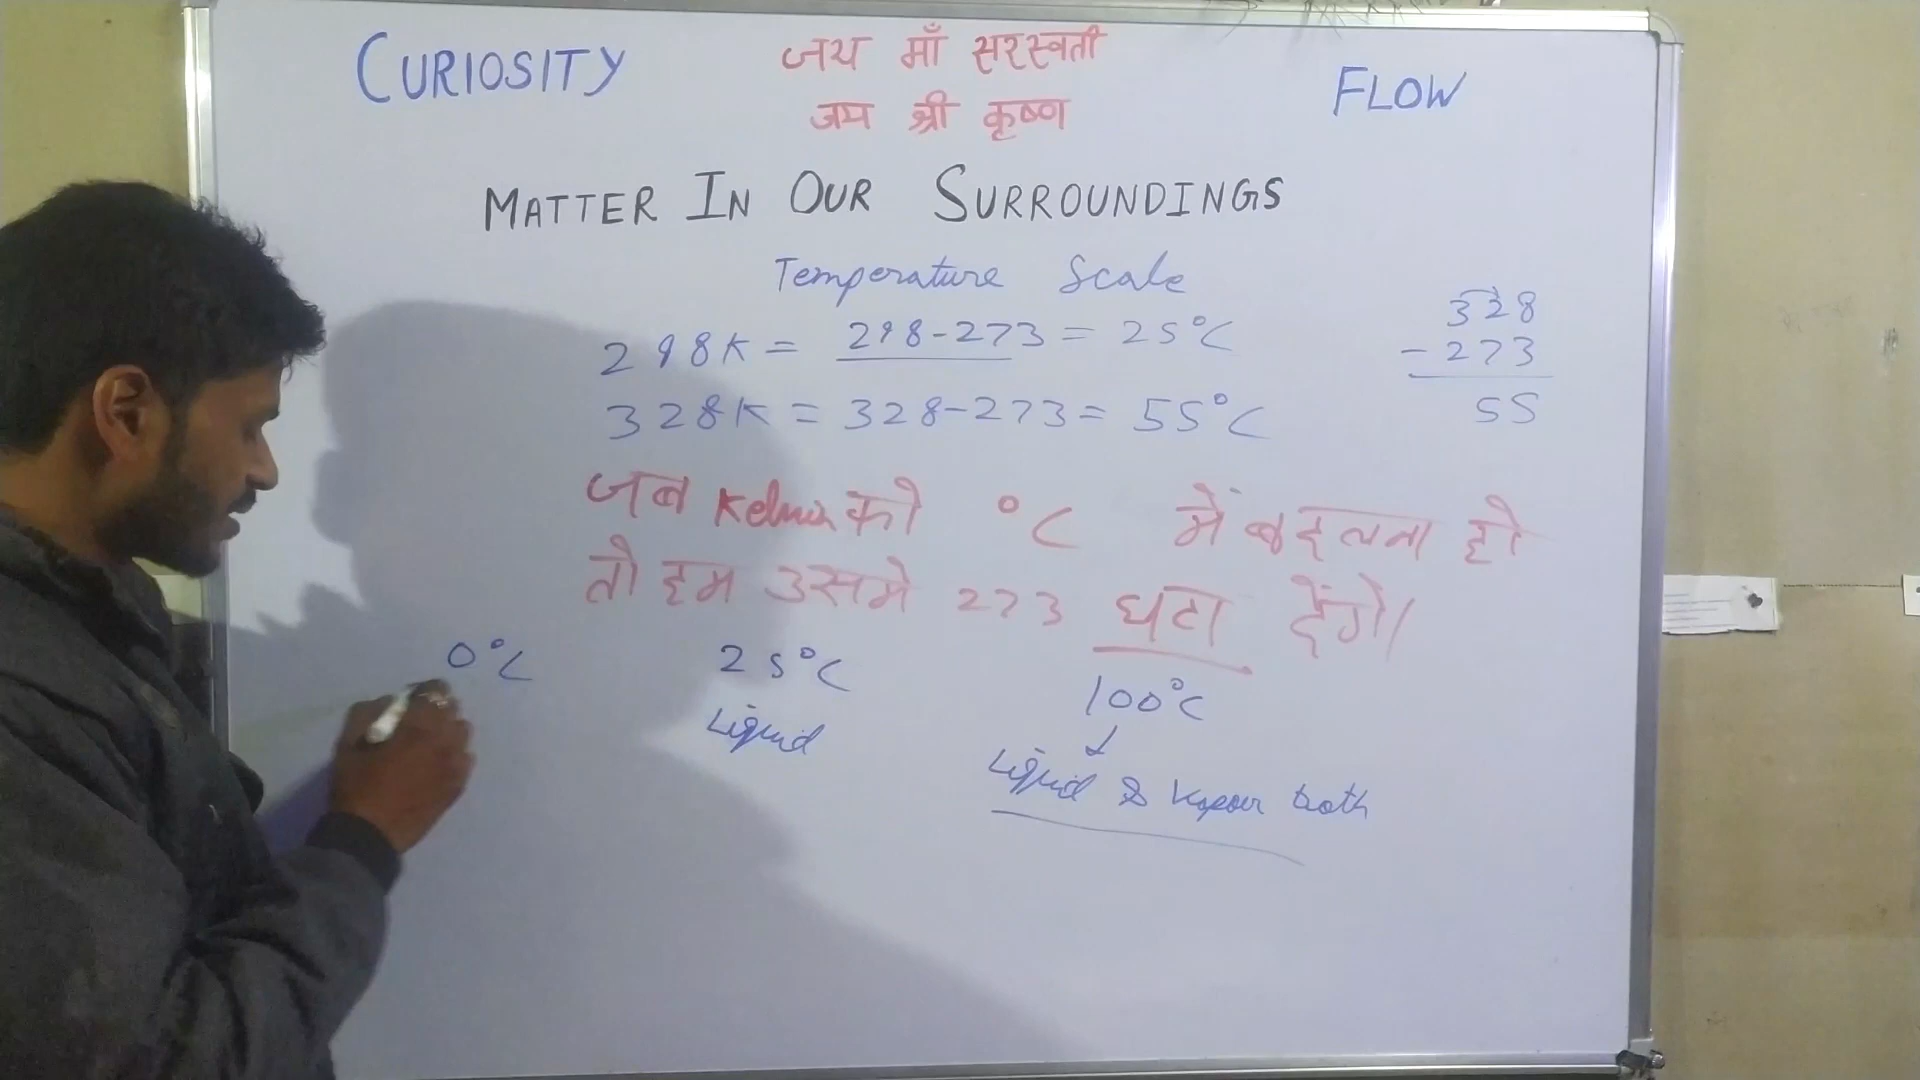 CURIOSITY
जय माँ सरस्वती
जय श्री कृष्ण
FLOW
MATTER IN OUR SURROUNDINGS
Temperature Scale
298K = 298-273 = 25°C
328K = 328-273 = 55°C
328
- 273
55
जब Kelvin को °C में बदलना हो
तो हम उसमे 273 घटा देंगे।
0°C
25°C
Liquid
100°C
↓
Liquid & Vapour both